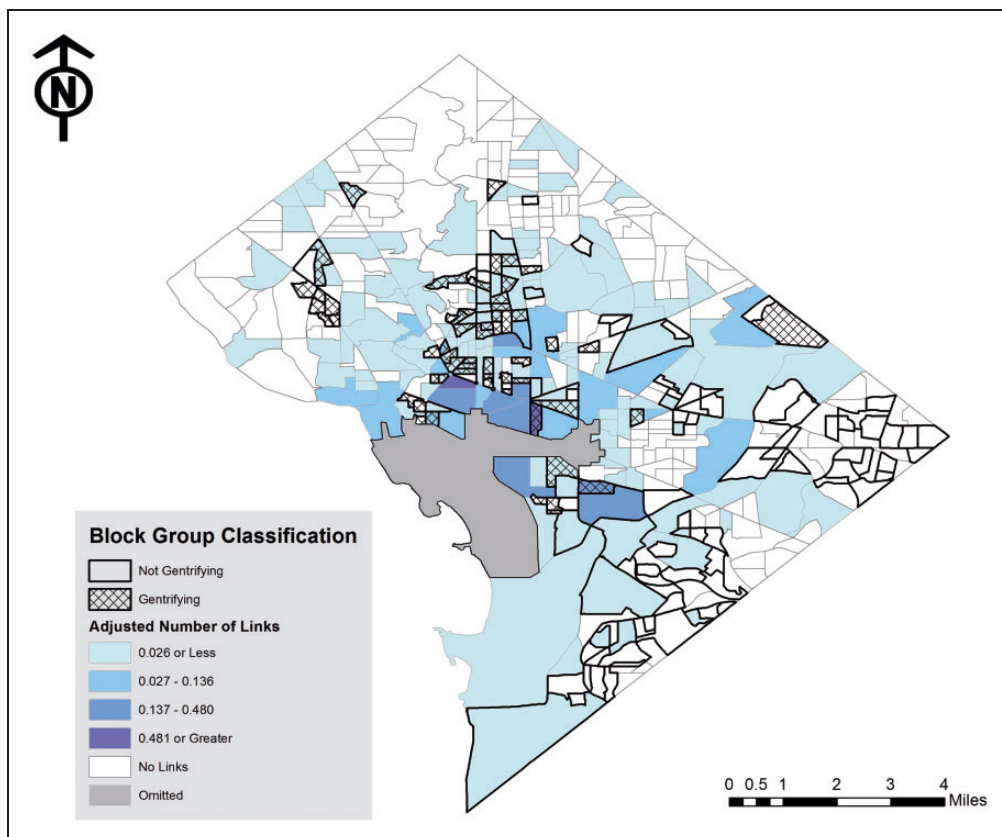 N
Block Group Classification
Not Gentrifying
Gentrifying
Adjusted Number of Links
0.026 or Less
0.027 - 0.136
0.137 - 0.480
0.481 or Greater
No Links
Omitted
0 0.5 1 2 3 4
Miles